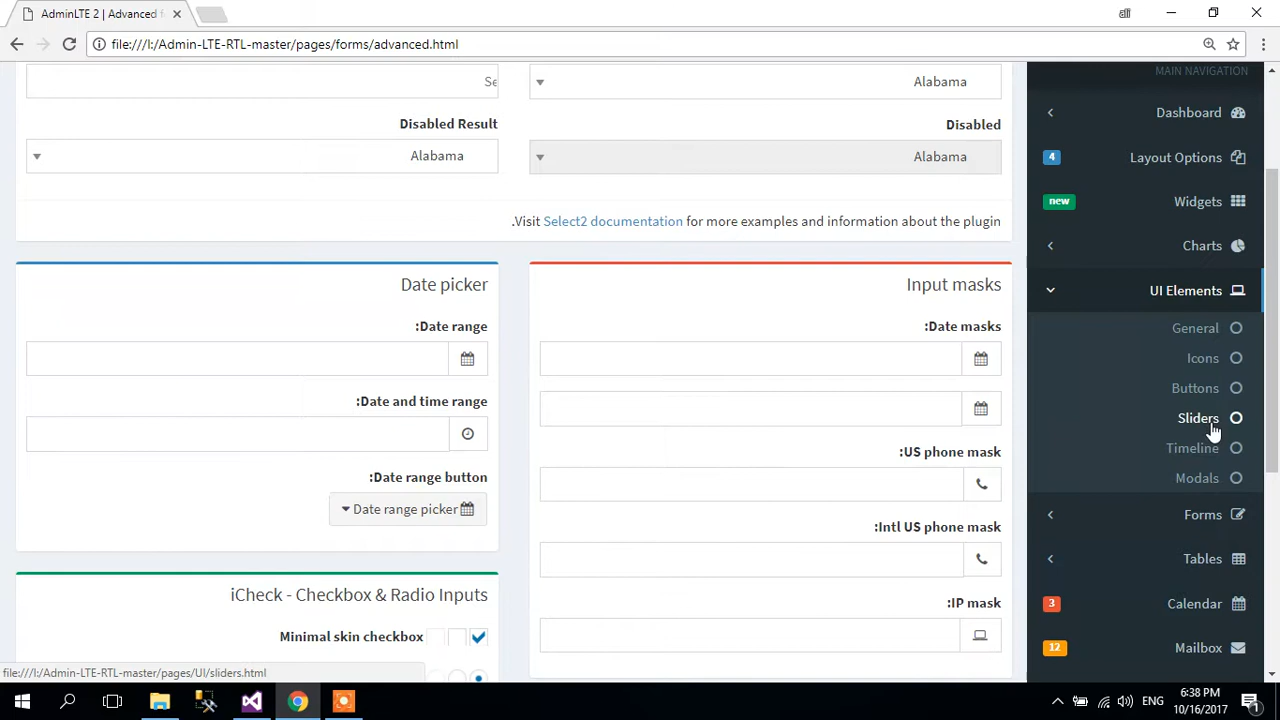 AdminLTE 2 | Advanced f
file:///I:/Admin-LTE-RTL-master/pages/forms/advanced.html
MAIN NAVIGATION
Dashboard
4 Layout Options
new Widgets
Charts
UI Elements
General
Icons
Buttons
Sliders
Timeline
Modals
Forms
Tables
3 Calendar
12 Mailbox
Se
Alabama
Disabled Result
Disabled
Alabama
Alabama
.Visit Select2 documentation for more examples and information about the plugin
Date picker
:Date range
:Date and time range
:Date range button
Date range picker
Input masks
:Date masks
:US phone mask
:Intl US phone mask
:IP mask
iCheck - Checkbox & Radio Inputs
Minimal skin checkbox
file:///I:/Admin-LTE-RTL-master/pages/UI/sliders.html
ENG
6:38 PM
10/16/2017
1